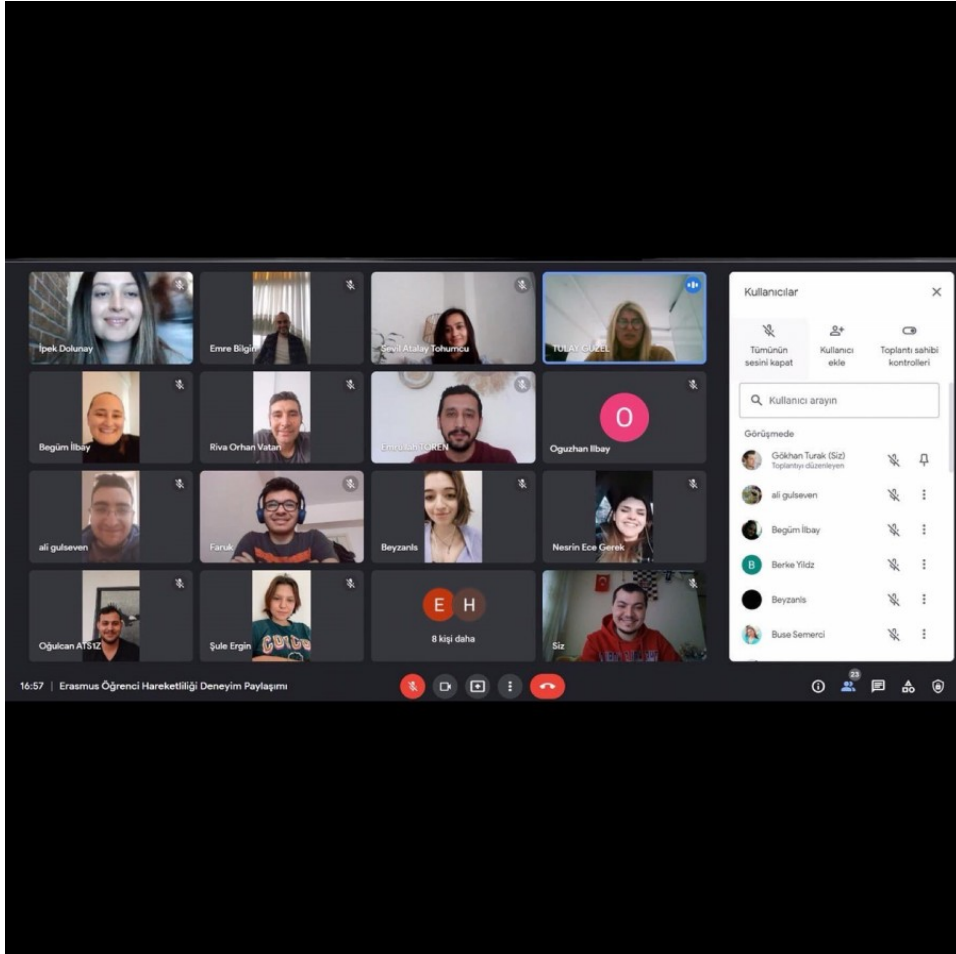 İpek Dolunay
Emre Bilgin
Sevil Atalay Tohumcu
TÜLAY GÜZEL
Begüm İlbay
Riva Orhan Vatan
Emrullah TÖREN
O
Oguzhan Ilbay
ali gulseven
Faruk
Beyzanls
Nesrin Ece Gerek
Oğulcan ATSIZ
Şule Ergin
E H
8 kişi daha
Siz
Kullanıcılar
Tümünün
sesini kapat
Kullanıcı
ekle
Toplantı sahibi
kontrolleri
Kullanıcı arayın
Görüşmede
Gökhan Turak (Siz)
Toplantıyı düzenleyen
ali gulseven
Begüm İlbay
B
Berke Yildz
Beyzanls
Buse Semerci
16:57 | Erasmus Öğrenci Hareketliliği Deneyim Paylaşımı
23